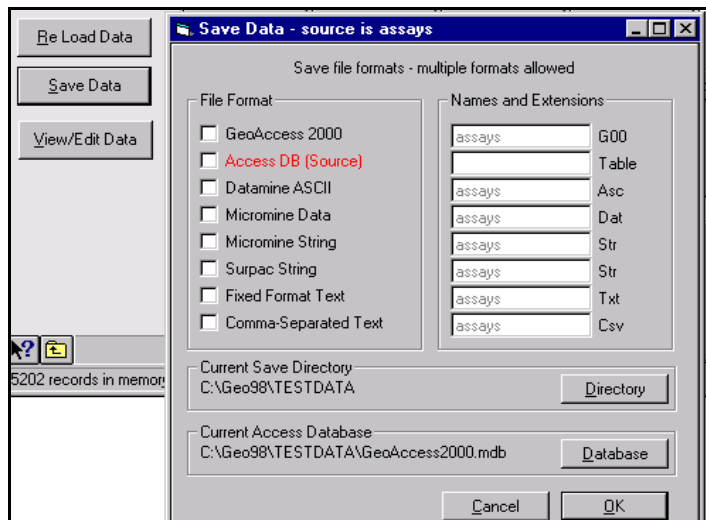 Re Load Data
Save Data
View/Edit Data
5202 records in memor
Save Data - source is assays
Save file formats - multiple formats allowed
File Format
GeoAccess 2000
Access DB (Source)
Datamine ASCII
Micromine Data
Micromine String
Surpac String
Fixed Format Text
Comma-Separated Text
Names and Extensions
assays G00
Table
assays Asc
assays Dat
assays Str
assays Str
assays Txt
assays Csv
Current Save Directory
C:\Geo98\TESTDATA
Directory
Current Access Database
C:\Geo98\TESTDATA\GeoAccess2000.mdb
Database
Cancel
OK